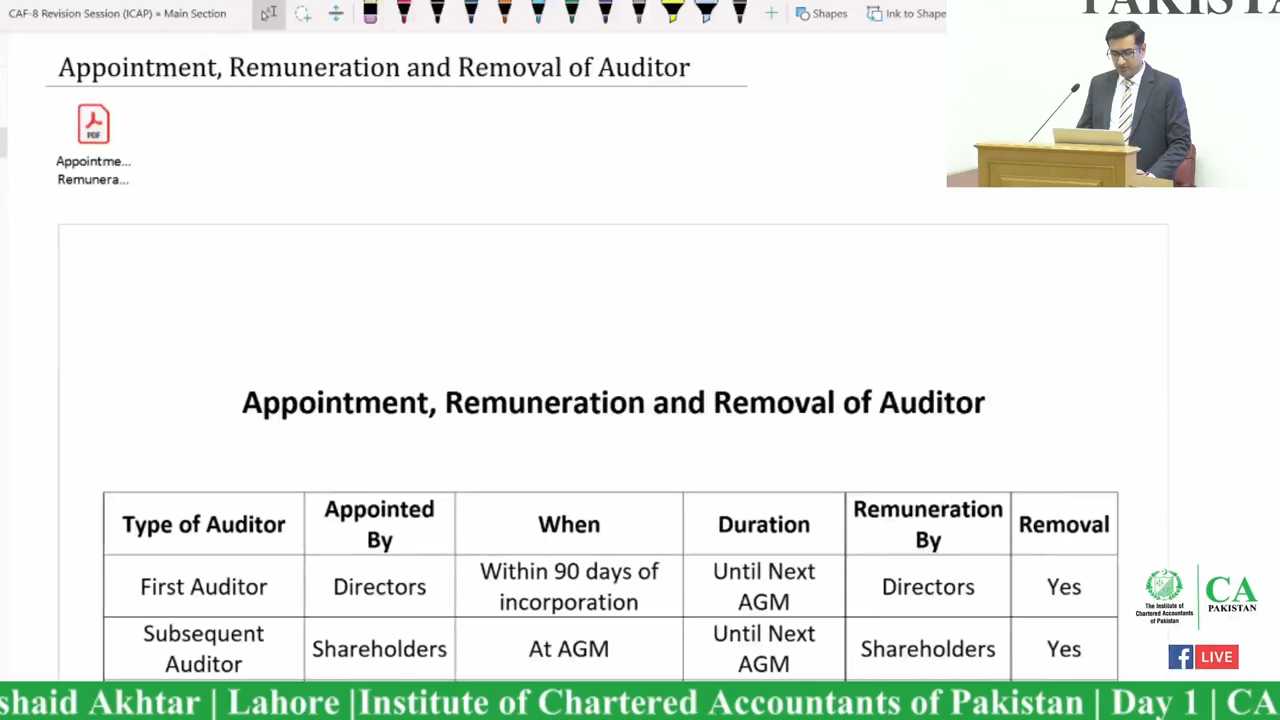 CAF-8 Revision Session (ICAP) » Main Section
Shapes
Ink to Shape
Appointment, Remuneration and Removal of Auditor
PDF
Appointme...
Remunera...
Appointment, Remuneration and Removal of Auditor
Type of Auditor
Appointed
By
When
Duration
Remuneration
By
Removal
First Auditor
Directors
Within 90 days of
incorporation
Until Next
AGM
Directors
Yes
Subsequent
Auditor
Shareholders
At AGM
Until Next
AGM
Shareholders
Yes
The Institute of
Chartered Accountants
of Pakistan
CA
PAKISTAN
f LIVE
shaid Akhtar | Lahore |Institute of Chartered Accountants of Pakistan | Day 1 | CA